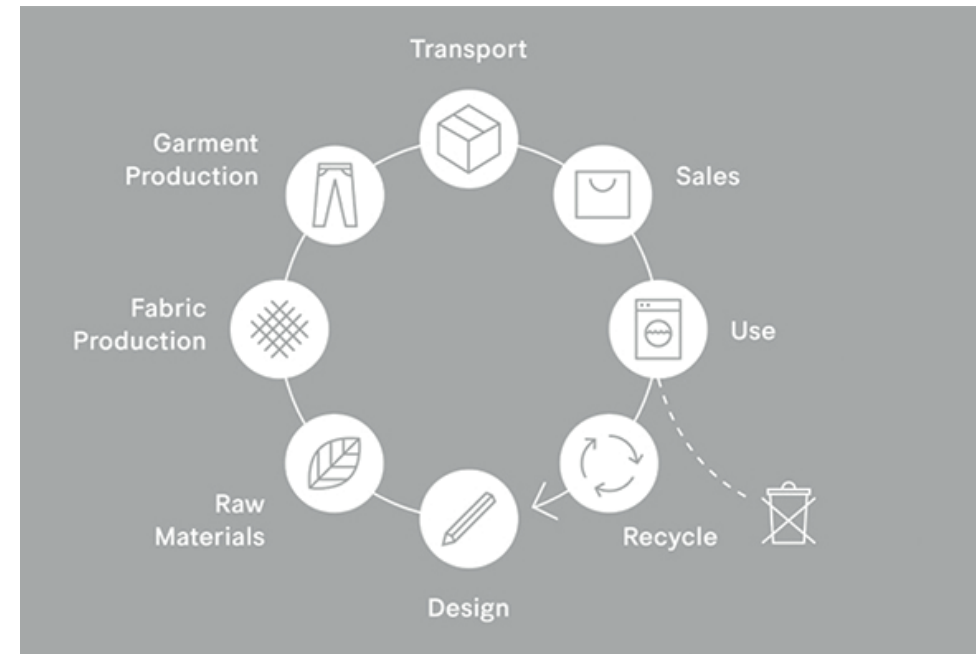 Transport
Garment
Production
Sales
Fabric
Production
Use
Raw
Materials
Recycle
Design